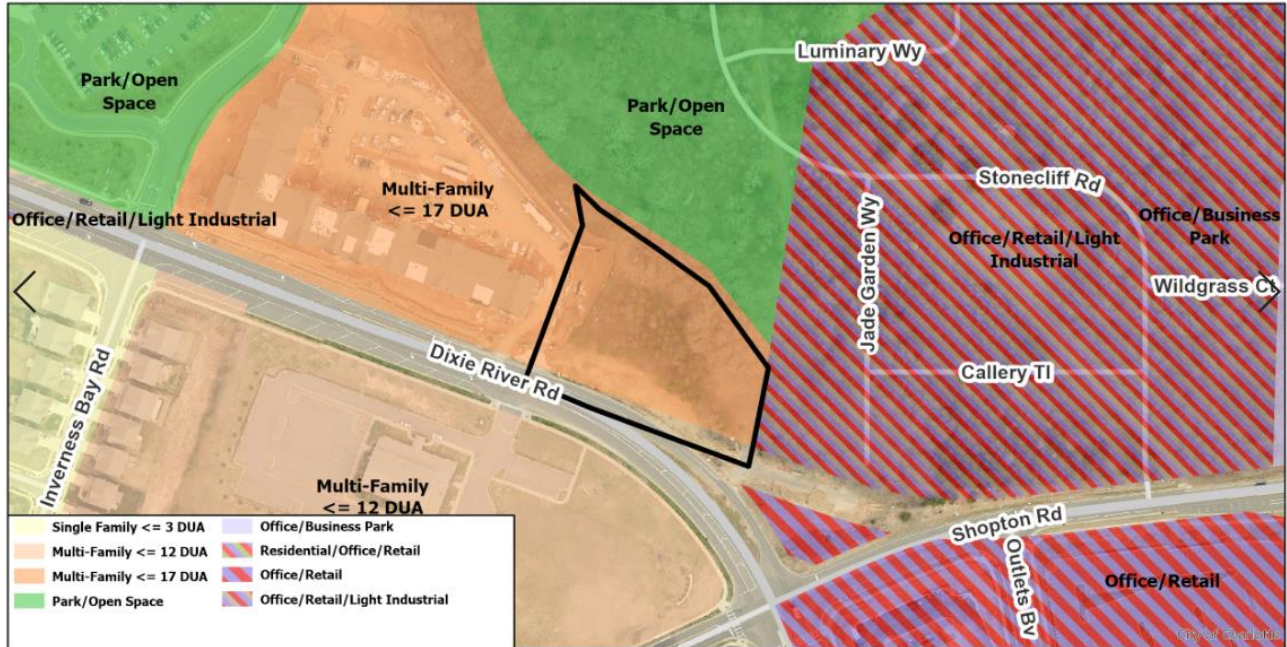 Luminary Wy
Park/Open
Space
Park/Open
Space
Stonecliff Rd
Multi-Family
<= 17 DUA
Office/Retail/Light Industrial
Office/Business
Park
Jade Garden Wy
Office/Retail/Light
Industrial
Wildgrass Ct
Dixie River Rd
Callery Tl
Inverness Bay Rd
Multi-Family
<= 12 DUA
Shopton Rd
Outlets Bv
Office/Retail
Single Family <= 3 DUA
Multi-Family <= 12 DUA
Multi-Family <= 17 DUA
Park/Open Space
Office/Business Park
Residential/Office/Retail
Office/Retail
Office/Retail/Light Industrial
City of Charlotte